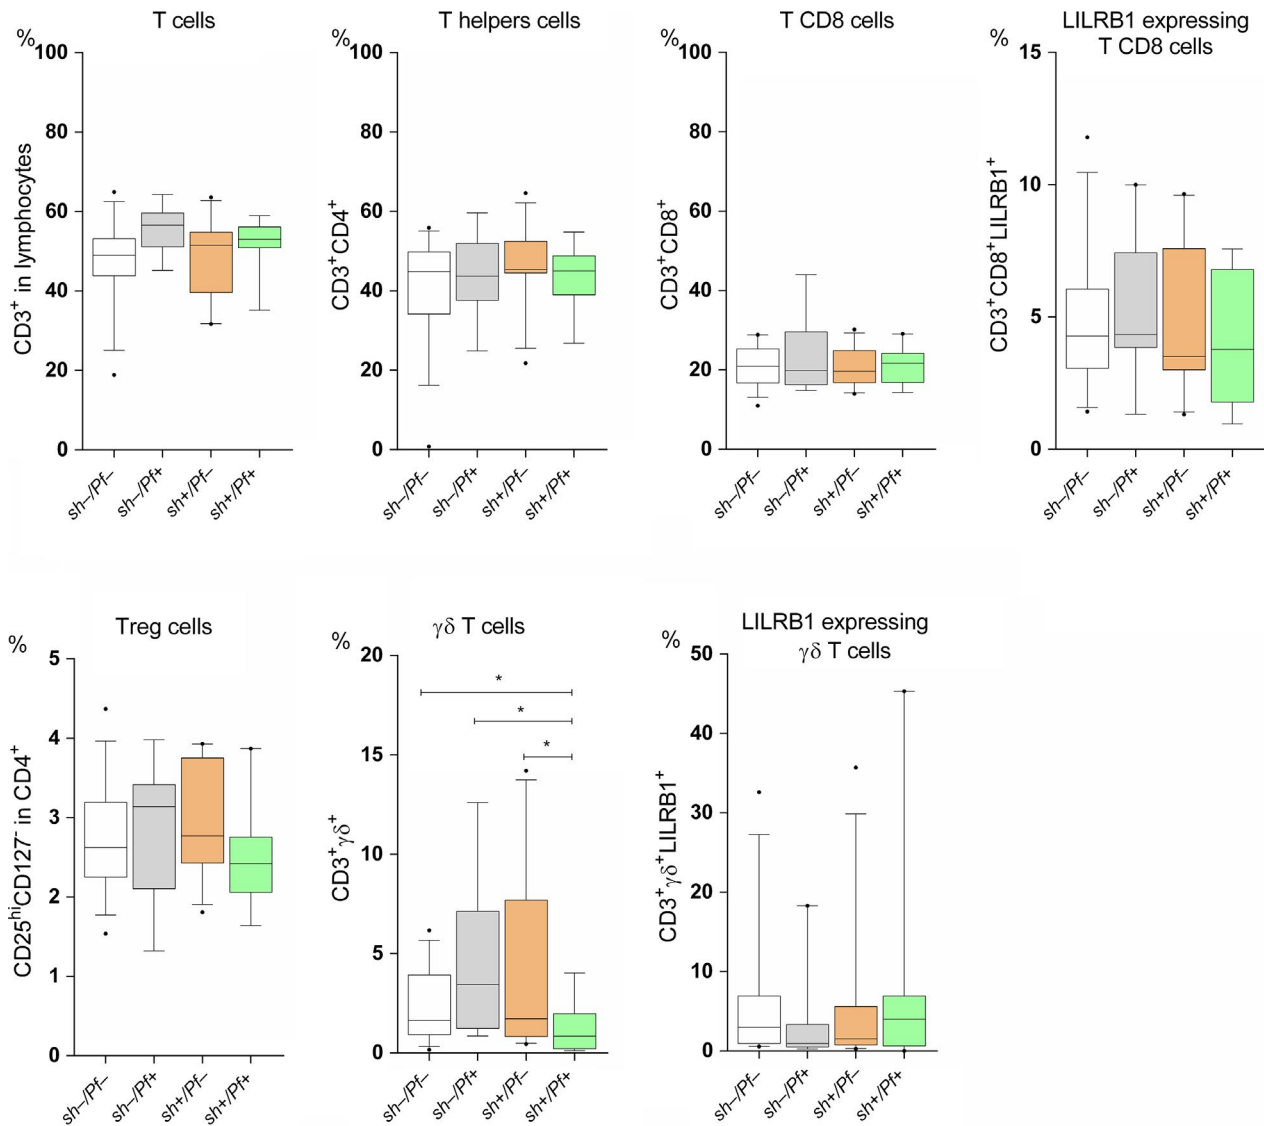 T cells
%
CD3+ in lymphocytes
100
80
60
40
20
0
sh–/Pf–
sh–/Pf+
sh+/Pf–
sh+/Pf+
T helpers cells
%
CD3+CD4+
100
80
60
40
20
0
sh–/Pf–
sh–/Pf+
sh+/Pf–
sh+/Pf+
T CD8 cells
%
CD3+CD8+
100
80
60
40
20
0
sh–/Pf–
sh–/Pf+
sh+/Pf–
sh+/Pf+
LILRB1 expressing
T CD8 cells
%
CD3+CD8+LILRB1+
15
10
5
0
sh–/Pf–
sh–/Pf+
sh+/Pf–
sh+/Pf+
Treg cells
%
CD25hiCD127- in CD4+
5
4
3
2
1
0
sh–/Pf–
sh–/Pf+
sh+/Pf–
sh+/Pf+
γδ T cells
%
CD3+γδ+
20
15
10
5
0
*
*
*
sh–/Pf–
sh–/Pf+
sh+/Pf–
sh+/Pf+
LILRB1 expressing
γδ T cells
%
CD3+γδ+LILRB1+
50
40
30
20
10
0
sh–/Pf–
sh–/Pf+
sh+/Pf–
sh+/Pf+